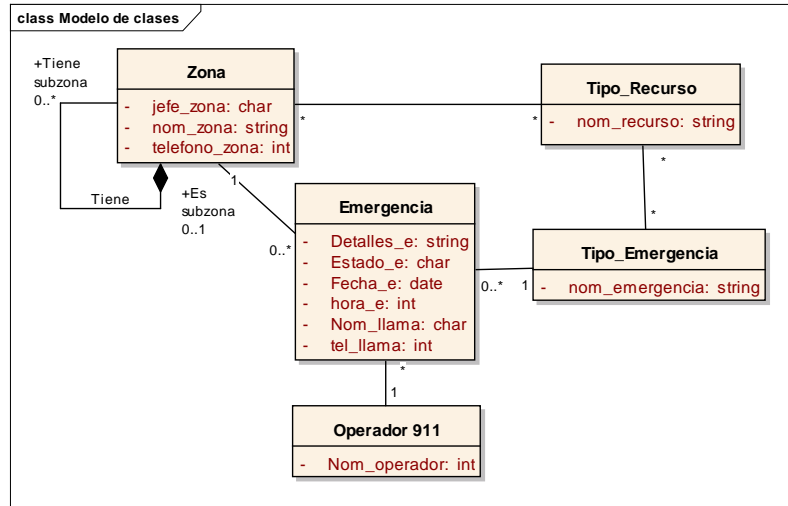 class Modelo de clases
+Tiene
subzona
0..*
Zona
- jefe_zona: char
- nom_zona: string
- telefono_zona: int
Tiene
+Es
subzona
0..1
*
*
Tipo_Recurso
- nom_recurso: string
*
*
1
0..*
Emergencia
- Detalles_e: string
- Estado_e: char
- Fecha_e: date
- hora_e: int
- Nom_llama: char
- tel_llama: int
0..*
1
Tipo_Emergencia
- nom_emergencia: string
*
1
Operador 911
- Nom_operador: int